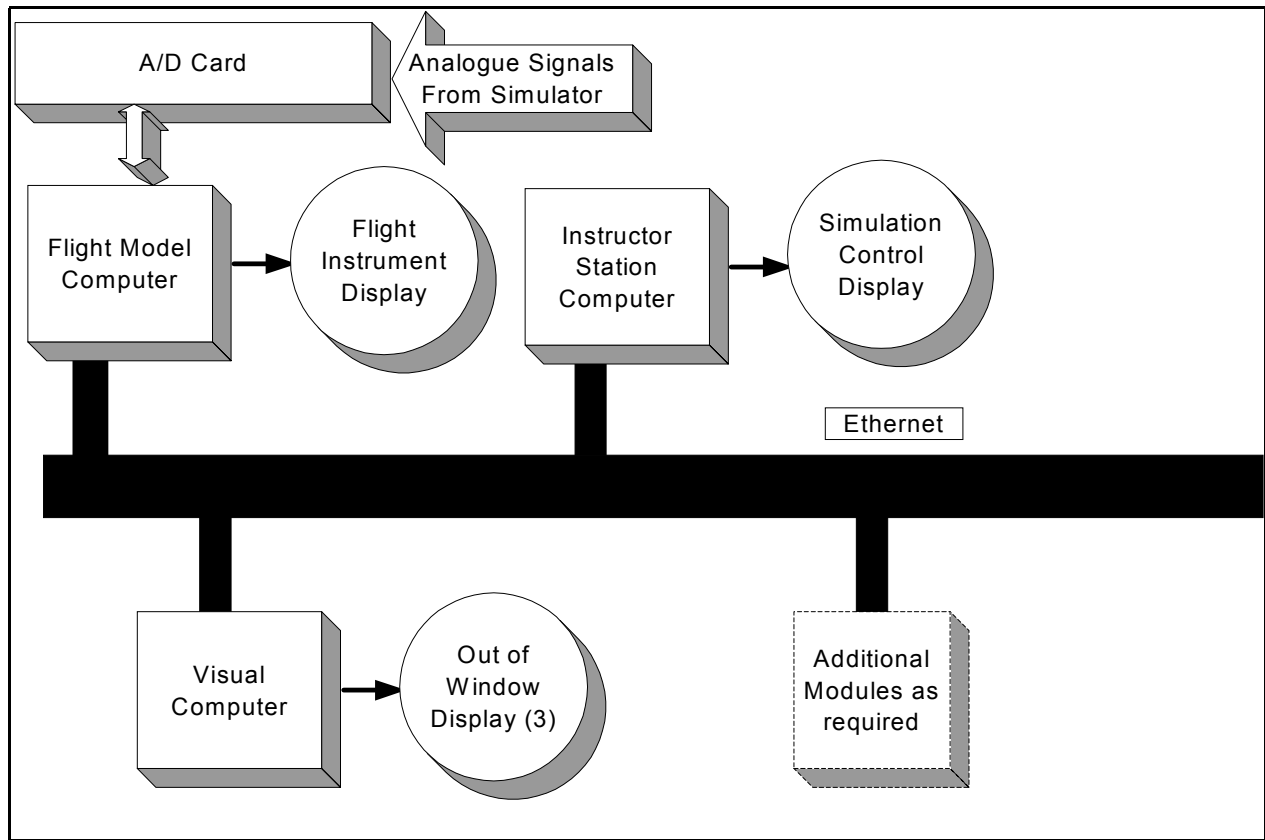 A/D Card
Analogue Signals
From Simulator
Flight Model
Computer
Flight
Instrument
Display
Instructor
Station
Computer
Simulation
Control
Display
Ethernet
Visual
Computer
Out of
Window
Display (3)
Additional
Modules as
required